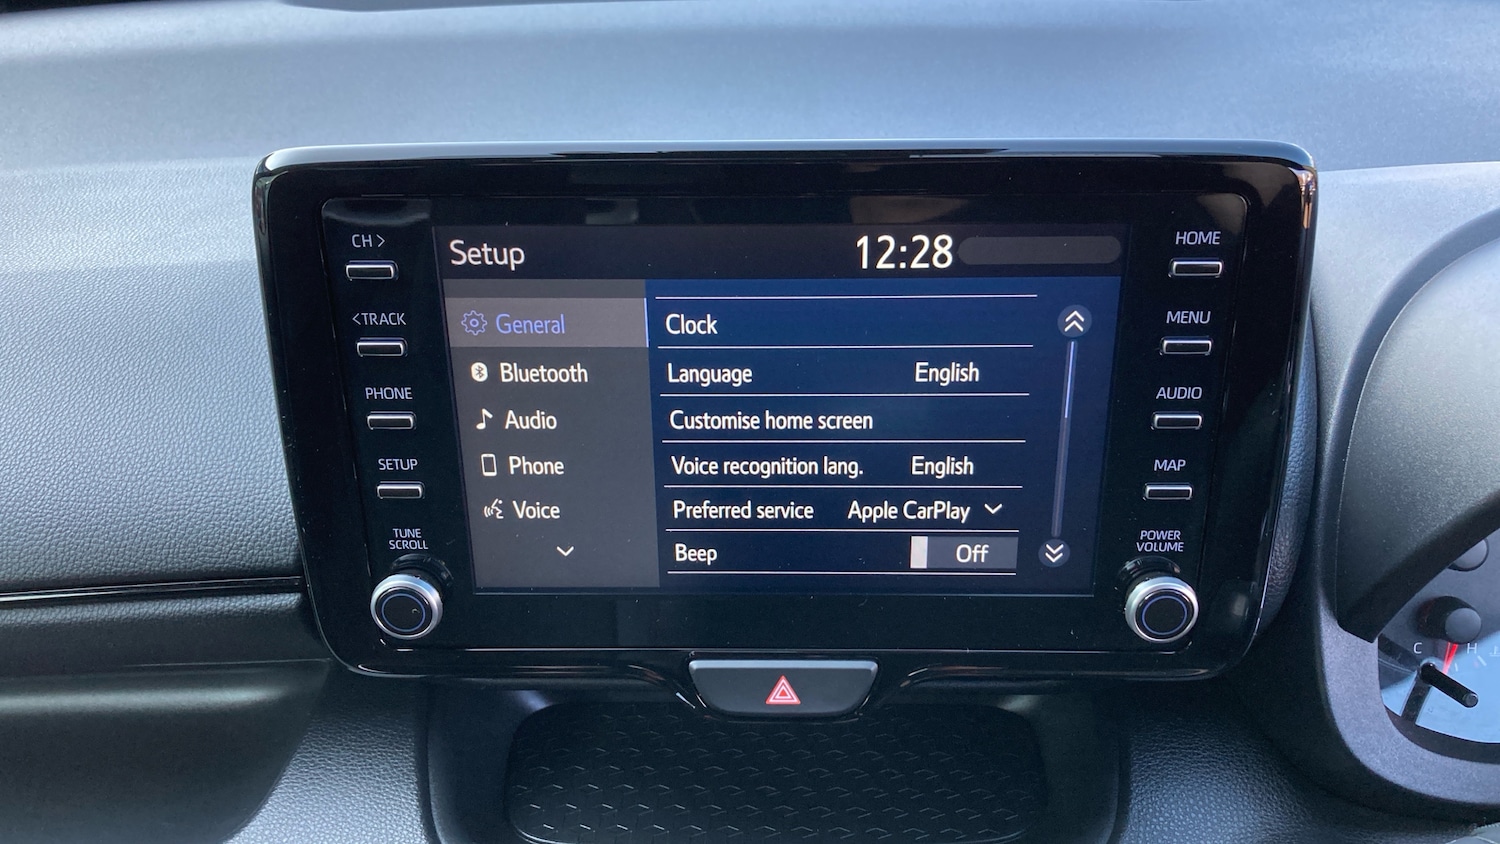 CH >
<TRACK
PHONE
SETUP
TUNE
SCROLL
Setup
12:28
General
Bluetooth
Audio
Phone
Voice
Clock
Language English
Customise home screen
Voice recognition lang. English
Preferred service Apple CarPlay
Beep Off
HOME
MENU
AUDIO
MAP
POWER
VOLUME
C H